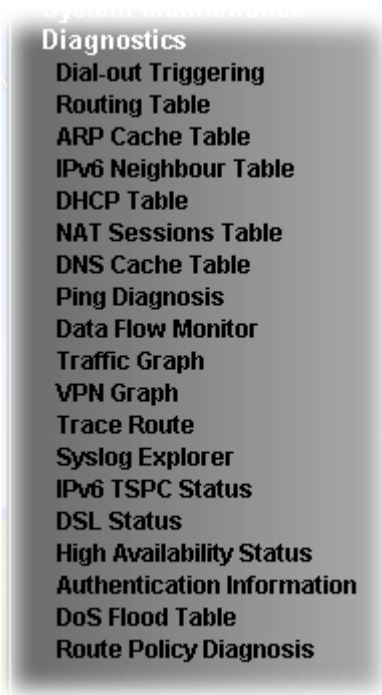 System Maintenance
Diagnostics
Dial-out Triggering
Routing Table
ARP Cache Table
IPv6 Neighbour Table
DHCP Table
NAT Sessions Table
DNS Cache Table
Ping Diagnosis
Data Flow Monitor
Traffic Graph
VPN Graph
Trace Route
Syslog Explorer
IPv6 TSPC Status
DSL Status
High Availability Status
Authentication Information
DoS Flood Table
Route Policy Diagnosis